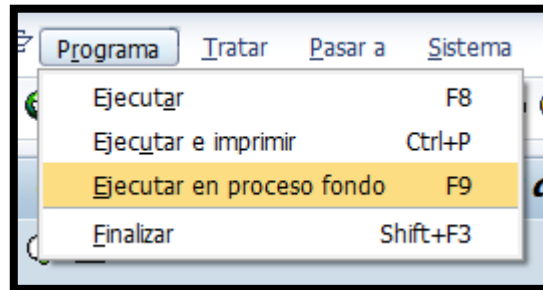 Programa Tratar Pasar a Sistema
Ejecutar F8
Ejecutar e imprimir Ctrl+P
Ejecutar en proceso fondo F9
Finalizar Shift+F3